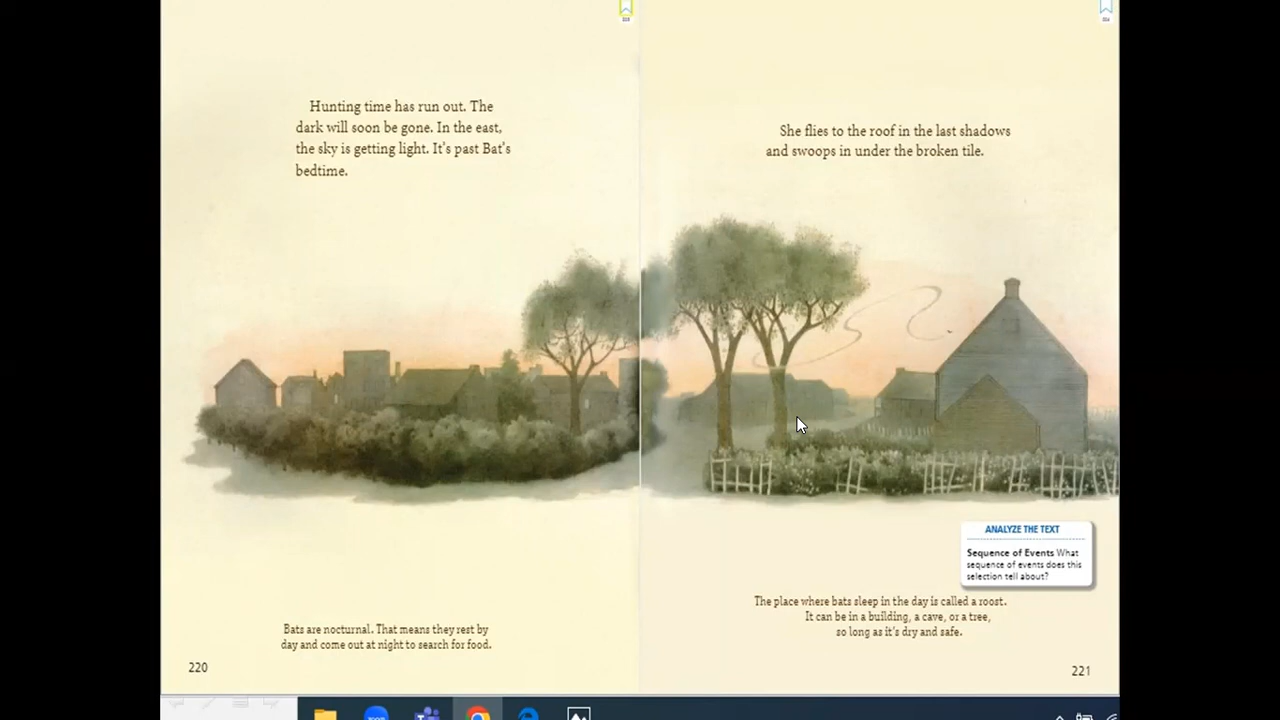 Hunting time has run out. The
dark will soon be gone. In the east,
the sky is getting light. It's past Bat's
bedtime.
Bats are nocturnal. That means they rest by
day and come out at night to search for food.
220
She flies to the roof in the last shadows
and swoops in under the broken tile.
ANALYZE THE TEXT
Sequence of Events What
sequence of events does this
selection tell about?
The place where bats sleep in the day is called a roost.
It can be in a building, a cave, or a tree,
so long as it's dry and safe.
221